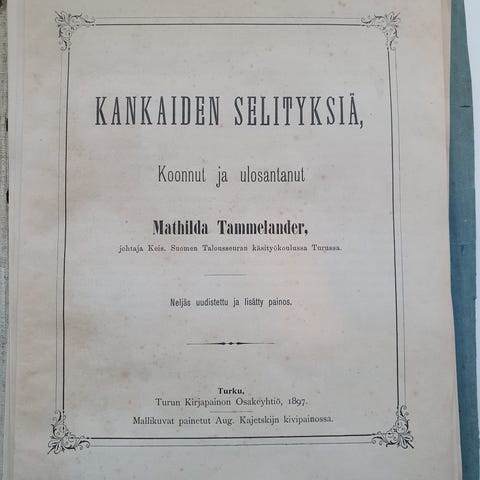 KANKAIDEN SELITYKSIÄ,
Koonnut ja ulosantanut
Mathilda Tammelander,
johtaja Keis. Suomen Talousseuran käsityökoulussa Turussa.
Neljäs uudistettu ja lisätty painos.
Turku,
Turun Kirjapainon Osakeyhtiö, 1897.
Mallikuvat painetut Aug. Kajetskijn kivipainossa.